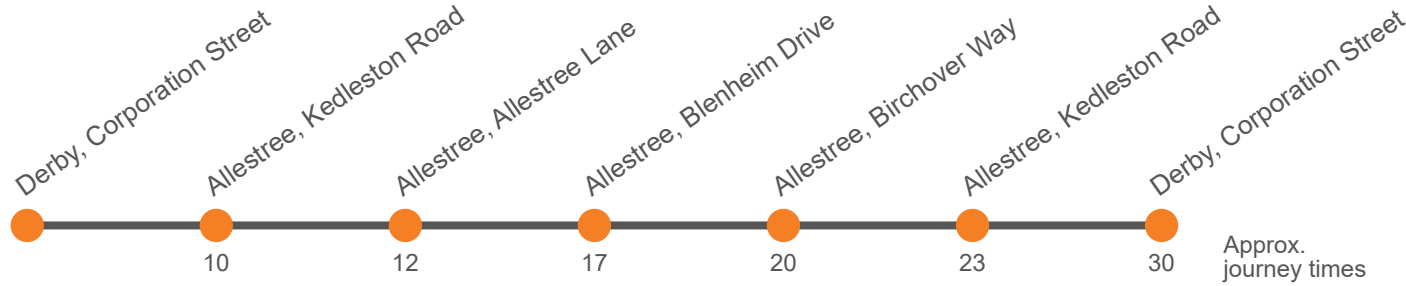 Derby, Corporation Street
Allestree, Kedleston Road
Allestree, Allestree Lane
Allestree, Blenheim Drive
Allestree, Birchover Way
Allestree, Kedleston Road
Derby, Corporation Street
10
12
17
20
23
30
Approx.
journey times